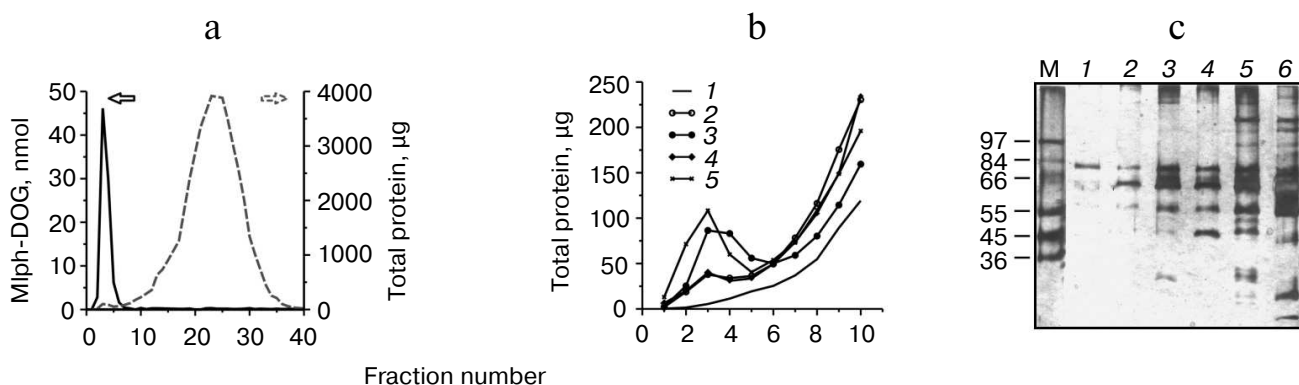 a
b
c
50
40
30
20
10
0
Mlph-DOG, nmol
4000
3000
2000
1000
0
Total protein, µg
0 10 20 30 40
250
200
150
100
50
0
Total protein, µg
1
2
3
4
5
0 2 4 6 8 10
Fraction number
M 1 2 3 4 5 6
97
84
66
55
45
36